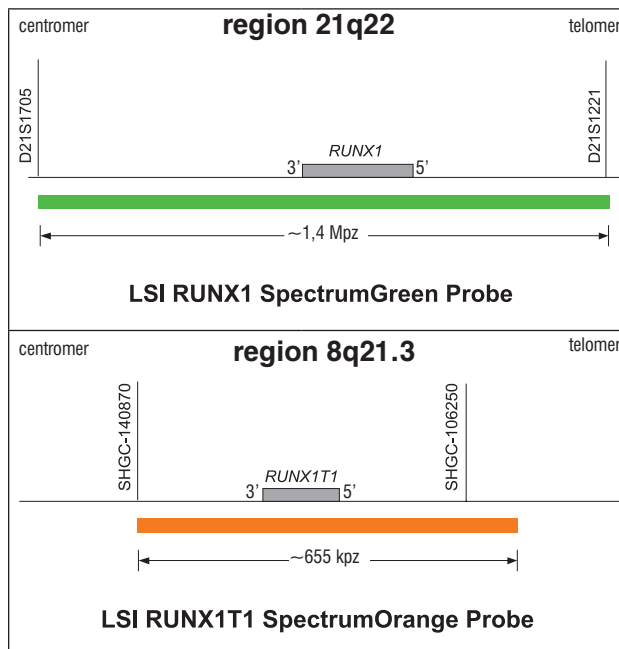 region 21q22
centromer
telomer
D21S1705
D21S1221
RUNX1
3’
5’
~1,4 Mpz
LSI RUNX1 SpectrumGreen Probe
centromer
region 8q21.3
telomer
SHGC-140870
SHGC-106250
RUNX1T1
3’
5’
~655 kpz
LSI RUNX1T1 SpectrumOrange Probe